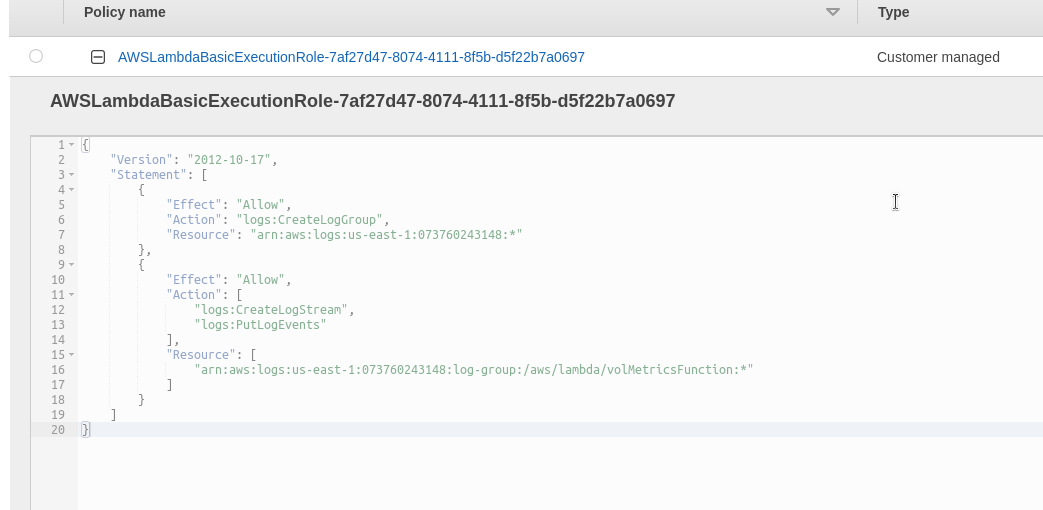 Policy name Type
AWSLambdaBasicExecutionRole-7af27d47-8074-4111-8f5b-d5f22b7a0697 Customer managed
AWSLambdaBasicExecutionRole-7af27d47-8074-4111-8f5b-d5f22b7a0697
1 {
2     "Version": "2012-10-17",
3     "Statement": [
4         {
5             "Effect": "Allow",
6             "Action": "logs:CreateLogGroup",
7             "Resource": "arn:aws:logs:us-east-1:073760243148:*"
8         },
9         {
10             "Effect": "Allow",
11             "Action": [
12                 "logs:CreateLogStream",
13                 "logs:PutLogEvents"
14             ],
15             "Resource": [
16                 "arn:aws:logs:us-east-1:073760243148:log-group:/aws/lambda/volMetricsFunction:*"
17             ]
18         }
19     ]
20 }